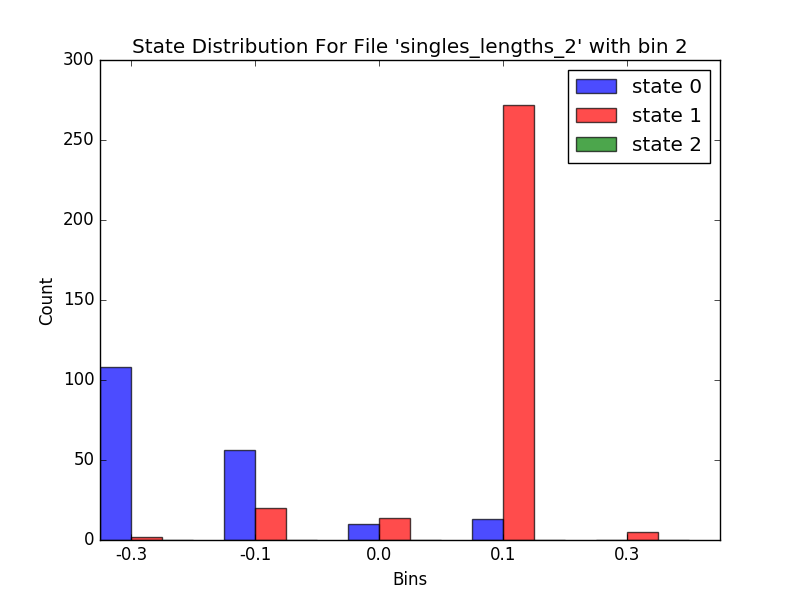 State Distribution For File 'singles_lengths_2' with bin 2
300
250
200
150
100
50
0
Count
state 0
state 1
state 2
-0.3 -0.1 0.0 0.1 0.3
Bins